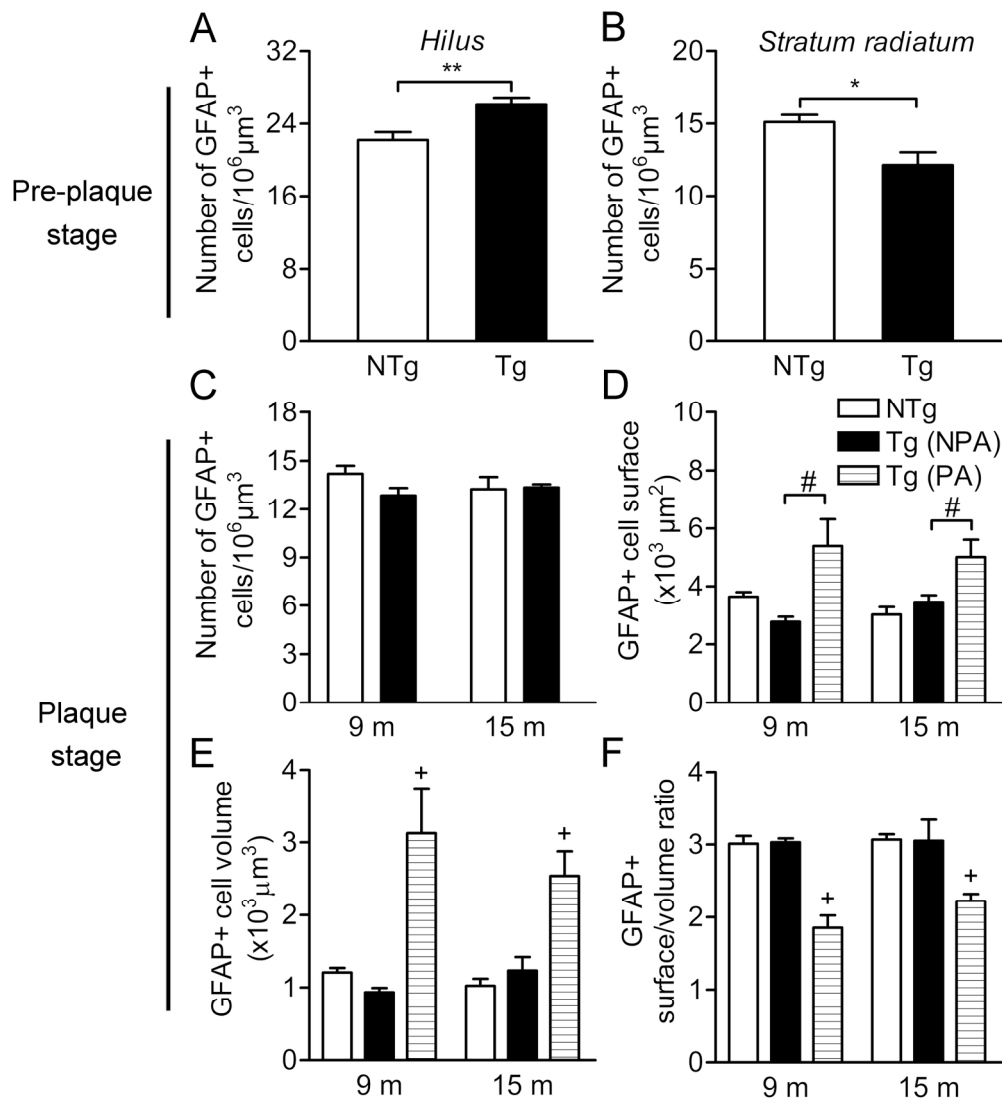 A
Hilus
Number of GFAP+
cells/10⁶µm³
32
24
16
8
0
**
NTg
Tg
B
Stratum radiatum
Number of GFAP+
cells/10⁶µm³
20
15
10
5
0
*
NTg
Tg
Pre-plaque
stage
C
Number of GFAP+
cells/10⁶µm³
18
15
12
9
6
3
0
9 m
15 m
D
GFAP+ cell surface
(x10³ µm²)
10
8
6
4
2
0
NTg
Tg (NPA)
Tg (PA)
#
#
9 m
15 m
Plaque
stage
E
GFAP+ cell volume
(x10³µm³)
4
3
2
1
0
+
+
9 m
15 m
F
GFAP+
surface/volume ratio
4
3
2
1
0
+
+
9 m
15 m